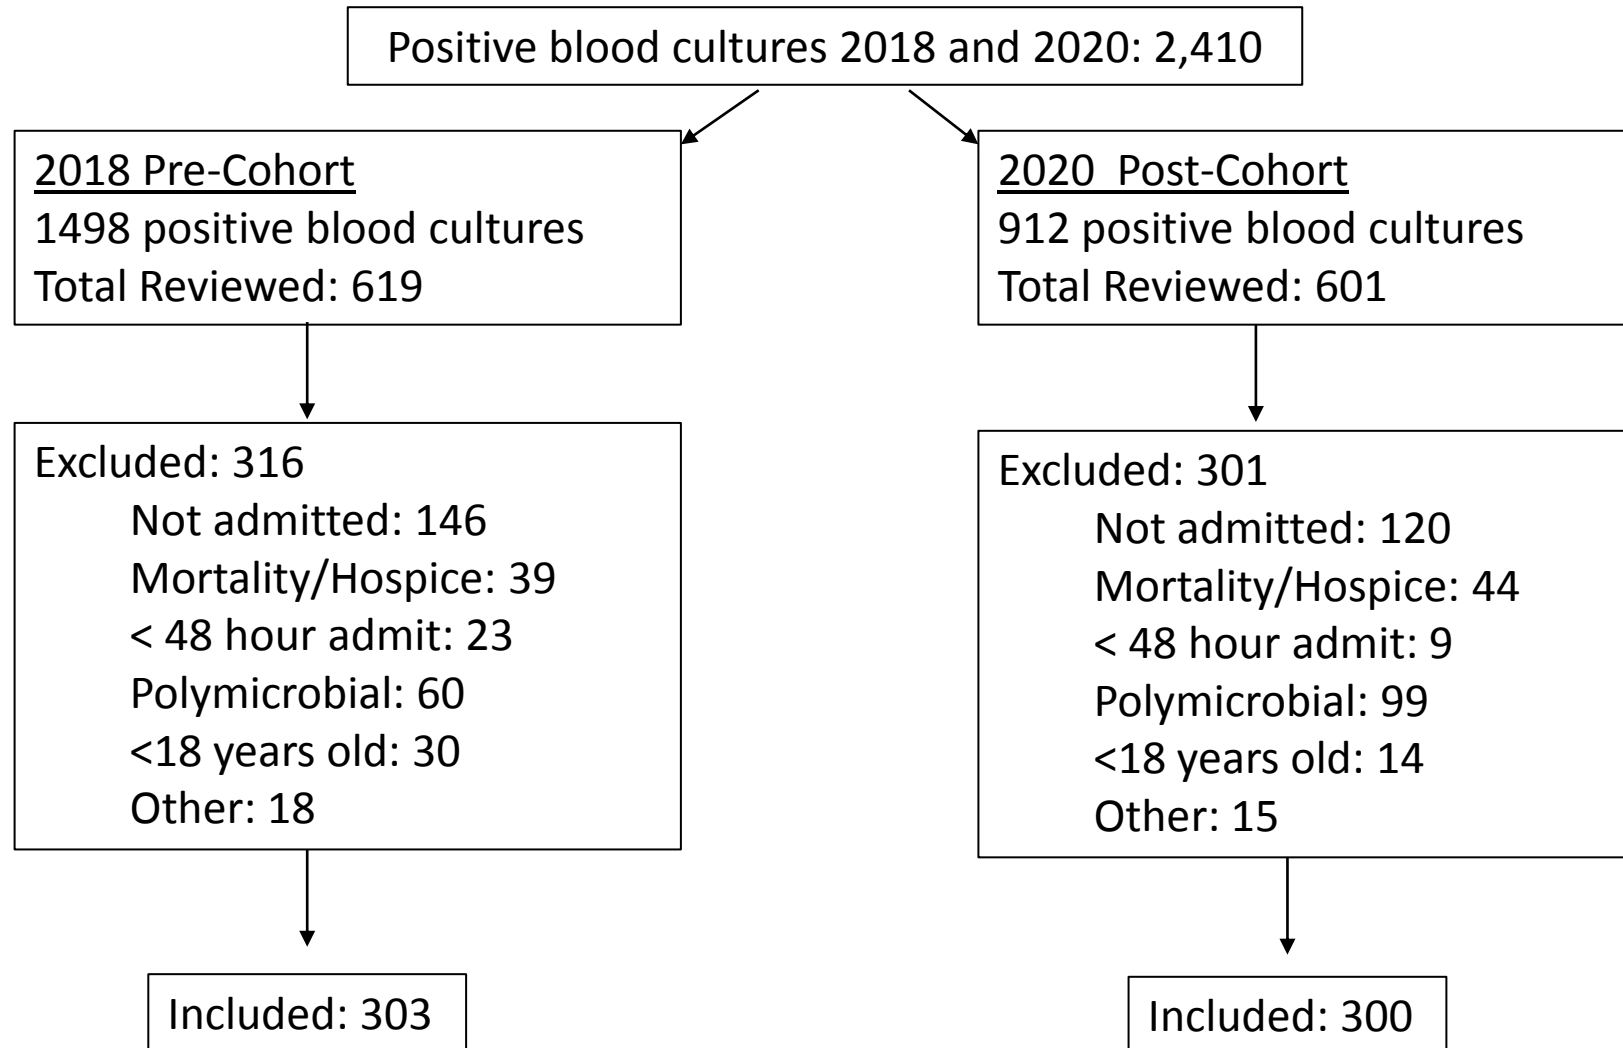 Positive blood cultures 2018 and 2020: 2,410
2018 Pre-Cohort
1498 positive blood cultures
Total Reviewed: 619
2020 Post-Cohort
912 positive blood cultures
Total Reviewed: 601
Excluded: 316
Not admitted: 146
Mortality/Hospice: 39
< 48 hour admit: 23
Polymicrobial: 60
<18 years old: 30
Other: 18
Excluded: 301
Not admitted: 120
Mortality/Hospice: 44
< 48 hour admit: 9
Polymicrobial: 99
<18 years old: 14
Other: 15
Included: 303
Included: 300